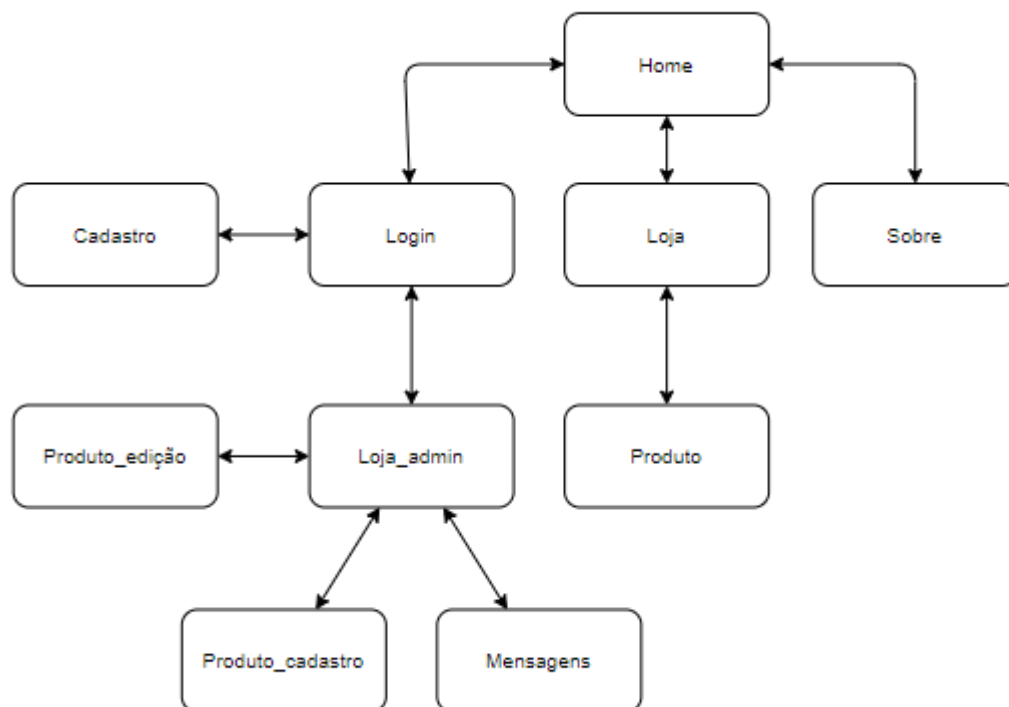 Home
Cadastro
Login
Loja
Sobre
Produto_edição
Loja_admin
Produto
Produto_cadastro
Mensagens